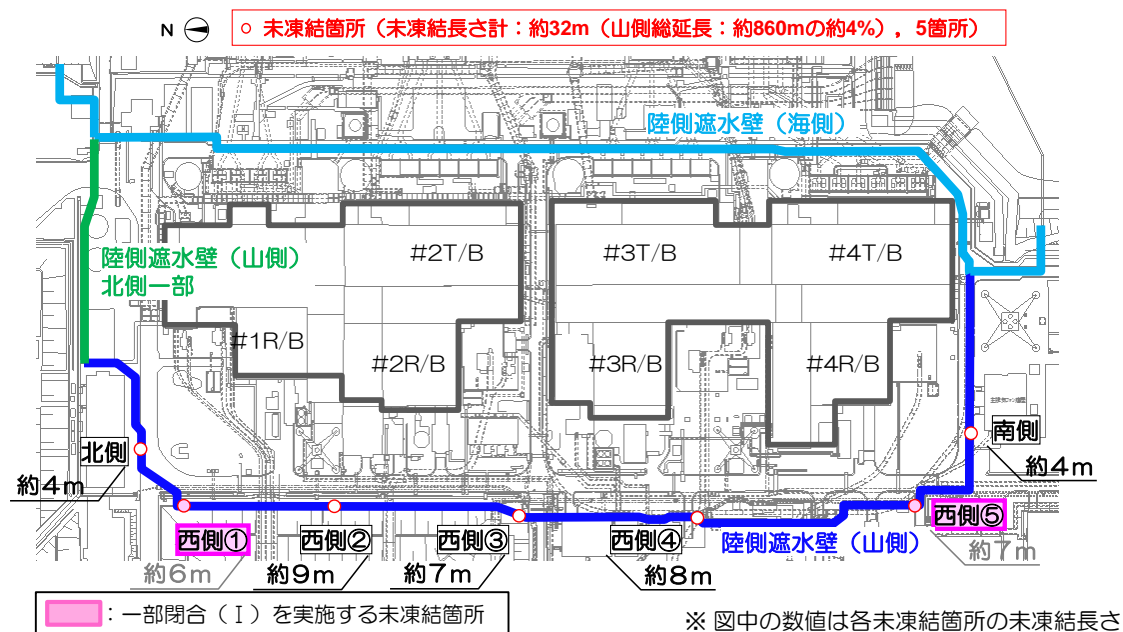 N
○ 未凍結箇所（未凍結長さ計：約32m（山側総延長：約860mの約4%），5箇所）
陸側遮水壁（海側）
陸側遮水壁（山側）
北側一部
#2T/B
#3T/B
#4T/B
#1R/B
#2R/B
#3R/B
#4R/B
北側
約4m
南側
約4m
西側①
約6m
西側②
約9m
西側③
約7m
西側④
約8m
陸側遮水壁（山側）
西側⑤
約7m
：一部閉合（Ⅰ）を実施する未凍結箇所
※ 図中の数値は各未凍結箇所の未凍結長さ